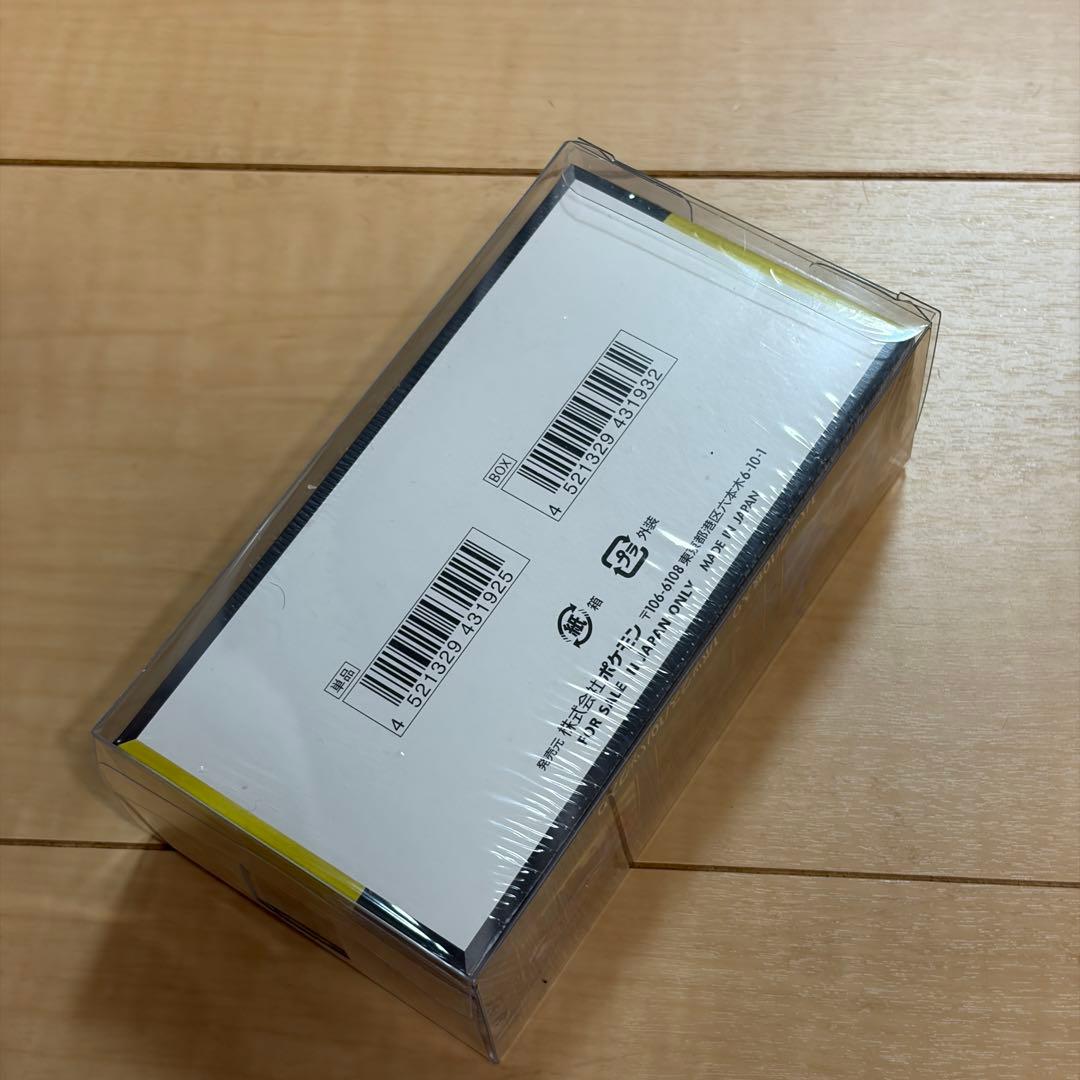 BOX
4 521329 431932
単品
4 521329 431925
プラ 外装
紙 箱
発売元 株式会社ポケモン 〒106-6108 東京都港区六本木6-10-1
FOR SALE IN JAPAN ONLY MADE IN JAPAN